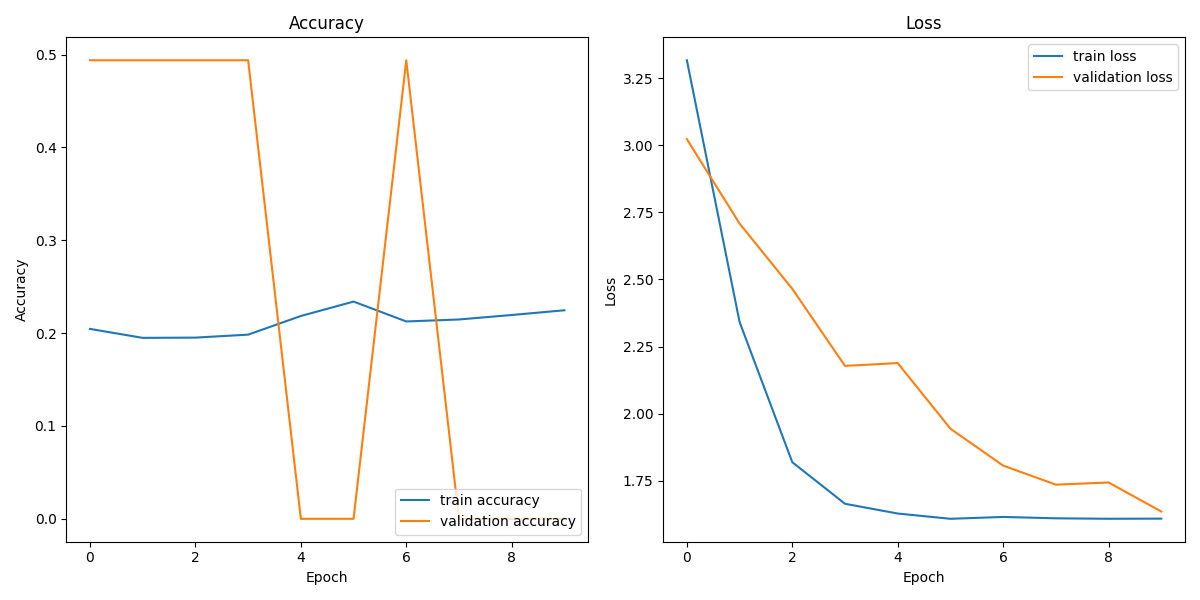 Accuracy
0.5
0.4
0.3
0.2
0.1
0.0
Accuracy
train accuracy
validation accuracy
0 2 4 6 8
Epoch
Loss
3.25
3.00
2.75
2.50
2.25
2.00
1.75
Loss
train loss
validation loss
0 2 4 6 8
Epoch